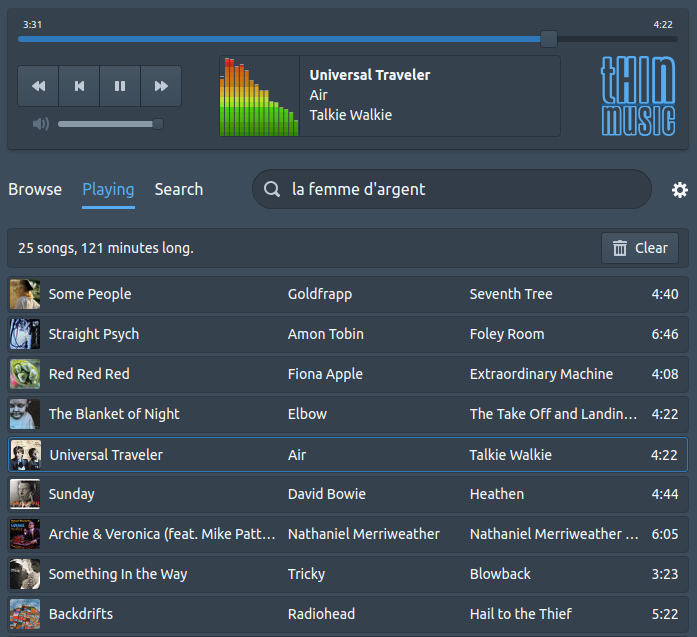 3:31 4:22
Universal Traveler
Air
Talkie Walkie
tHIN
music
Browse Playing Search la femme d'argent
25 songs, 121 minutes long. Clear
Some People Goldfrapp Seventh Tree 4:40
Straight Psych Amon Tobin Foley Room 6:46
Red Red Red Fiona Apple Extraordinary Machine 4:08
The Blanket of Night Elbow The Take Off and Landin... 4:22
Universal Traveler Air Talkie Walkie 4:22
Sunday David Bowie Heathen 4:44
Archie & Veronica (feat. Mike Patt... Nathaniel Merriweather Nathaniel Merriweather ... 6:05
Something In the Way Tricky Blowback 3:23
Backdrifts Radiohead Hail to the Thief 5:22